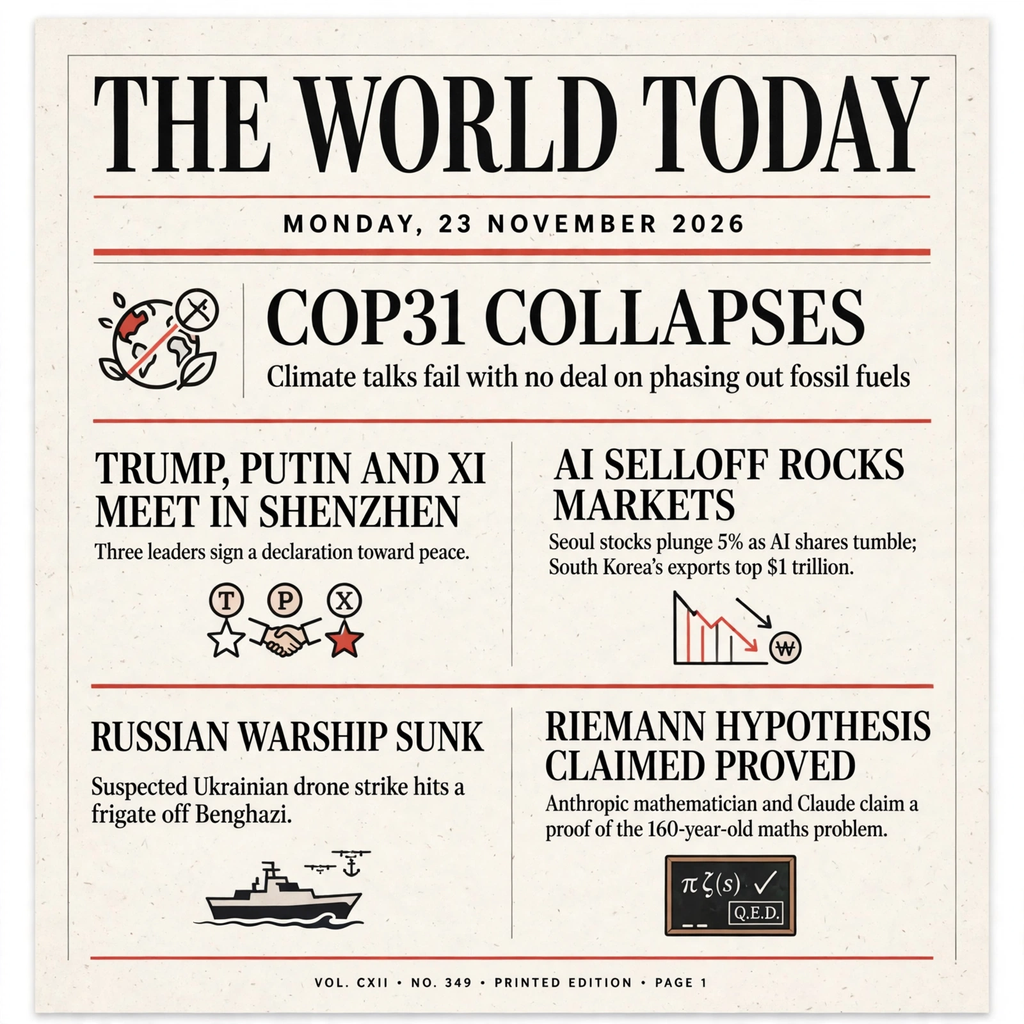 THE WORLD TODAY
MONDAY, 23 NOVEMBER 2026
COP31 COLLAPSES
Climate talks fail with no deal on phasing out fossil fuels
TRUMP, PUTIN AND XI
MEET IN SHENZHEN
Three leaders sign a declaration toward peace.
T P X
AI SELLOFF ROCKS
MARKETS
Seoul stocks plunge 5% as AI shares tumble;
South Korea's exports top $1 trillion.
₩
RUSSIAN WARSHIP SUNK
Suspected Ukrainian drone strike hits a
frigate off Benghazi.
RIEMANN HYPOTHESIS
CLAIMED PROVED
Anthropic mathematician and Claude claim a
proof of the 160-year-old maths problem.
π ζ(s) ✓
Q.E.D.
VOL. CXII • NO. 349 • PRINTED EDITION • PAGE 1